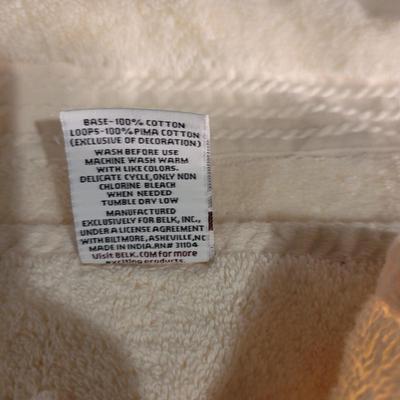 BASE-100% COTTON
LOOPS-100% PIMA COTTON
(EXCLUSIVE OF DECORATION)
WASH BEFORE USE
MACHINE WASH WARM
WITH LIKE COLORS.
DELICATE CYCLE,ONLY NON
CHLORINE BLEACH
WHEN NEEDED
TUMBLE DRY LOW
MANUFACTURED
EXCLUSIVELY FOR BELK, INC.,
UNDER A LICENSE AGREEMENT
WITH BILTMORE, ASHEVILLE,NC
MADE IN INDIA.RN# 31104
Visit BELK.COM for more
exciting products.